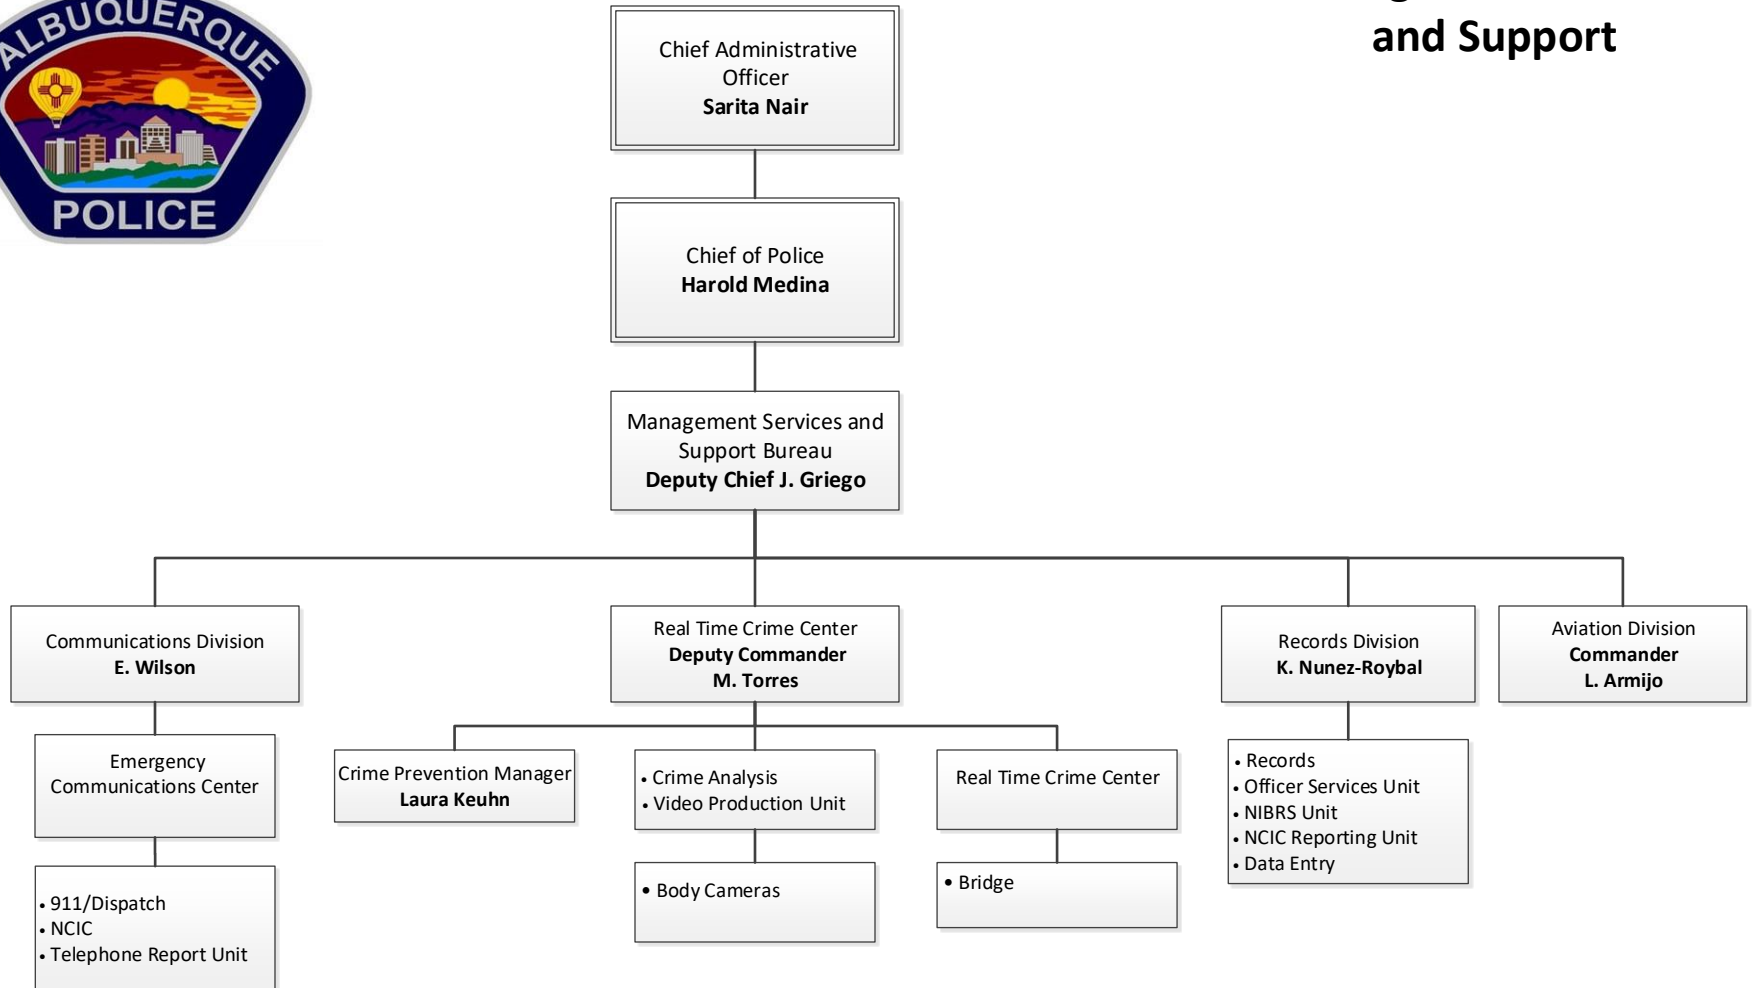 ALBUQUERQUE
POLICE
and Support
Chief Administrative
Officer
Sarita Nair
Chief of Police
Harold Medina
Management Services and
Support Bureau
Deputy Chief J. Griego
Communications Division
E. Wilson
Real Time Crime Center
Deputy Commander
M. Torres
Records Division
K. Nunez-Roybal
Aviation Division
Commander
L. Armijo
Emergency
Communications Center
Crime Prevention Manager
Laura Keuhn
• Crime Analysis
• Video Production Unit
Real Time Crime Center
• Records
• Officer Services Unit
• NIBRS Unit
• NCIC Reporting Unit
• Data Entry
• 911/Dispatch
• NCIC
• Telephone Report Unit
• Body Cameras
• Bridge